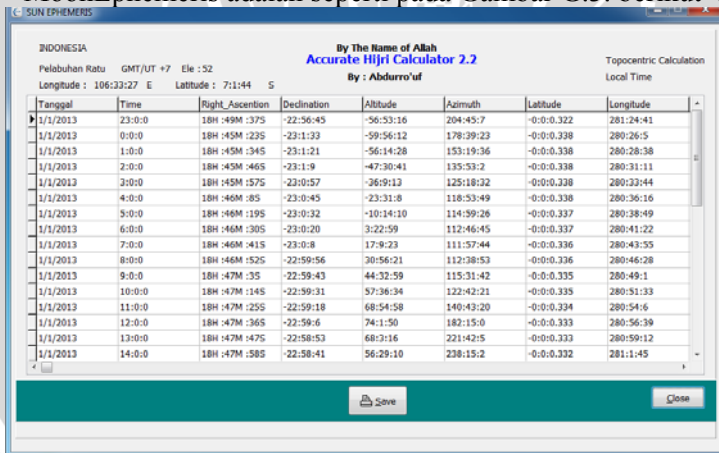 MoonEphemeris adalah seperti pada Gambar C.3. berikut
SUN EPHEMERIS
INDONESIA
By The Name of Allah
Accurate Hijri Calculator 2.2
By : Abdurro'uf
Topocentric Calculation
Local Time
Pelabuhan Ratu GMT/UT +7 Ele : 52
Longitude : 106:33:27 E Latitude : 7:1:44 S
Tanggal Time Right_Ascention Declination Altitude Azimuth Latitude Longitude
1/1/2013 23:0:0 18H :49M :37S -22:56:45 -56:53:16 204:45:7 -0:0:0.322 281:24:41
1/1/2013 0:0:0 18H :45M :23S -23:1:33 -59:56:12 178:39:23 -0:0:0.338 280:26:5
1/1/2013 1:0:0 18H :45M :34S -23:1:21 -56:14:28 153:19:36 -0:0:0.338 280:28:38
1/1/2013 2:0:0 18H :45M :46S -23:1:9 -47:30:41 135:53:2 -0:0:0.338 280:31:11
1/1/2013 3:0:0 18H :45M :57S -23:0:57 -36:9:13 125:18:32 -0:0:0.338 280:33:44
1/1/2013 4:0:0 18H :46M :8S -23:0:45 -23:31:8 118:53:49 -0:0:0.338 280:36:16
1/1/2013 5:0:0 18H :46M :19S -23:0:32 -10:14:10 114:59:26 -0:0:0.337 280:38:49
1/1/2013 6:0:0 18H :46M :30S -23:0:20 3:22:59 112:46:45 -0:0:0.337 280:41:22
1/1/2013 7:0:0 18H :46M :41S -23:0:8 17:9:23 111:57:44 -0:0:0.336 280:43:55
1/1/2013 8:0:0 18H :46M :52S -22:59:56 30:56:21 112:38:53 -0:0:0.336 280:46:28
1/1/2013 9:0:0 18H :47M :3S -22:59:43 44:32:59 115:31:42 -0:0:0.335 280:49:1
1/1/2013 10:0:0 18H :47M :14S -22:59:31 57:36:34 122:42:21 -0:0:0.335 280:51:33
1/1/2013 11:0:0 18H :47M :25S -22:59:18 68:54:58 140:43:20 -0:0:0.334 280:54:6
1/1/2013 12:0:0 18H :47M :36S -22:59:6 74:1:50 182:15:0 -0:0:0.333 280:56:39
1/1/2013 13:0:0 18H :47M :47S -22:58:53 68:3:16 221:42:5 -0:0:0.333 280:59:12
1/1/2013 14:0:0 18H :47M :58S -22:58:41 56:29:10 238:15:2 -0:0:0.332 281:1:45
Save
Close